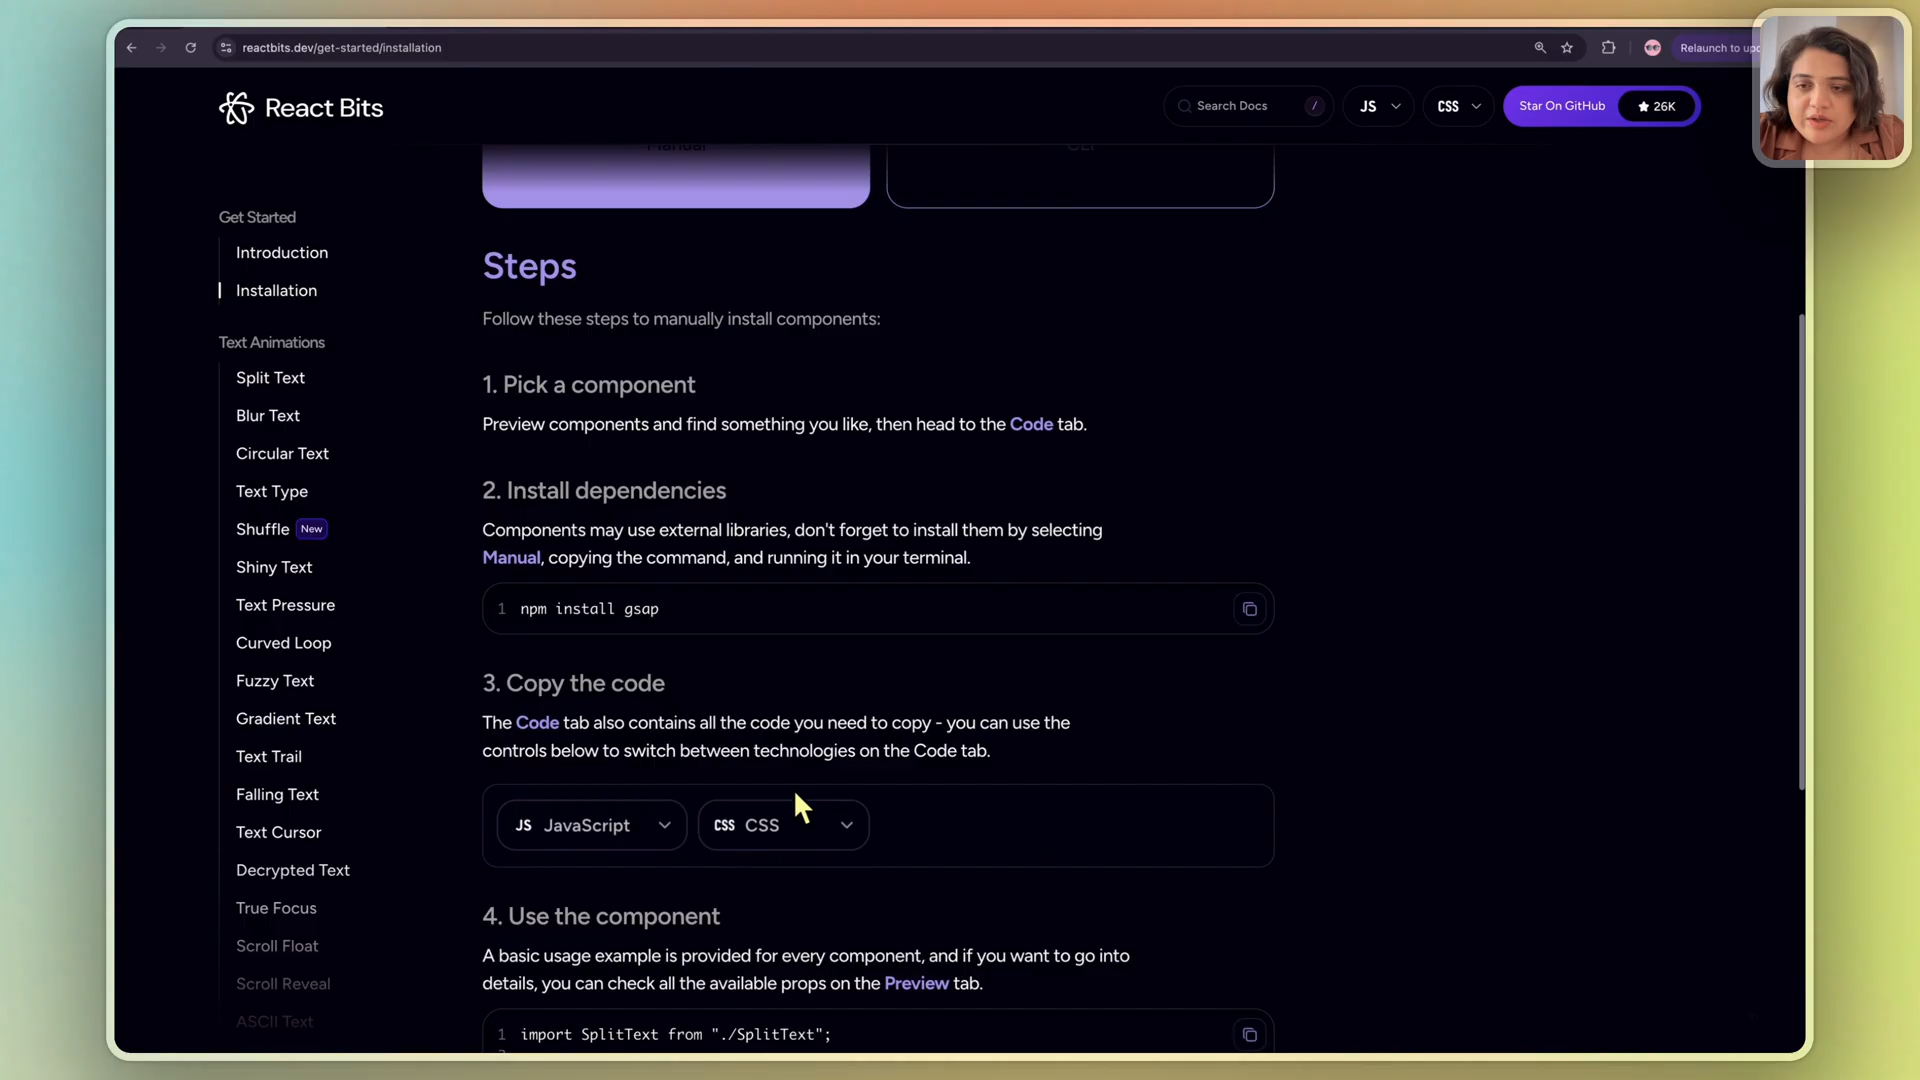 reactbits.dev/get-started/installation
Relaunch to upd
React Bits
Search Docs /
JS
CSS
Star On GitHub
26K
Manual
CLI
Get Started
Introduction
Installation
Text Animations
Split Text
Blur Text
Circular Text
Text Type
Shuffle New
Shiny Text
Text Pressure
Curved Loop
Fuzzy Text
Gradient Text
Text Trail
Falling Text
Text Cursor
Decrypted Text
True Focus
Scroll Float
Scroll Reveal
ASCII Text
Steps
Follow these steps to manually install components:
1. Pick a component
Preview components and find something you like, then head to the Code tab.
2. Install dependencies
Components may use external libraries, don't forget to install them by selecting
Manual, copying the command, and running it in your terminal.
1 npm install gsap
3. Copy the code
The Code tab also contains all the code you need to copy - you can use the
controls below to switch between technologies on the Code tab.
JS JavaScript
CSS CSS
4. Use the component
A basic usage example is provided for every component, and if you want to go into
details, you can check all the available props on the Preview tab.
1 import SplitText from "./SplitText";